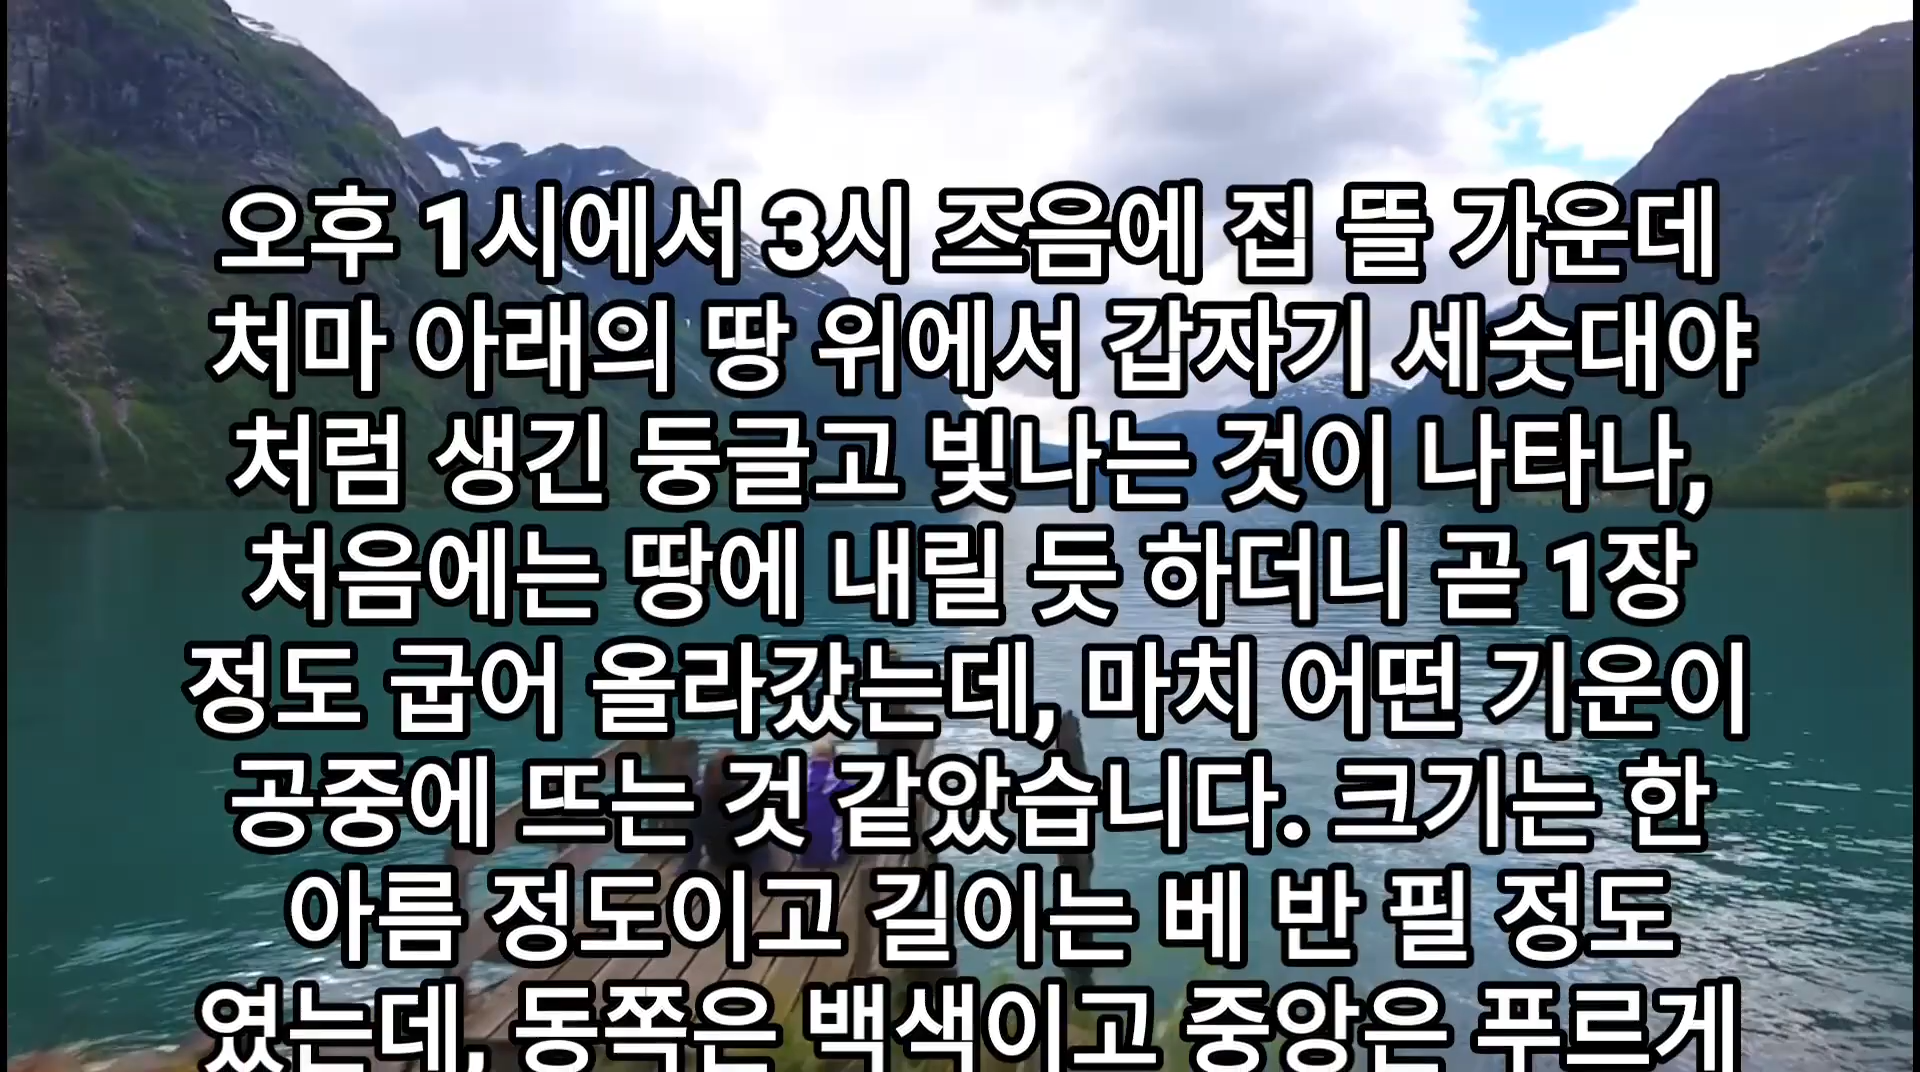 오후 1시에서 3시 즈음에 집 뜰 가운데
처마 아래의 땅 위에서 갑자기 세숫대야
처럼 생긴 둥글고 빛나는 것이 나타나,
처음에는 땅에 내릴 듯 하더니 곧 1장
정도 굽어 올라갔는데, 마치 어떤 기운이
공중에 뜨는 것 같았습니다. 크기는 한
아름 정도이고 길이는 베 반 필 정도
였는데, 동쪽은 백색이고 중앙은 푸르게